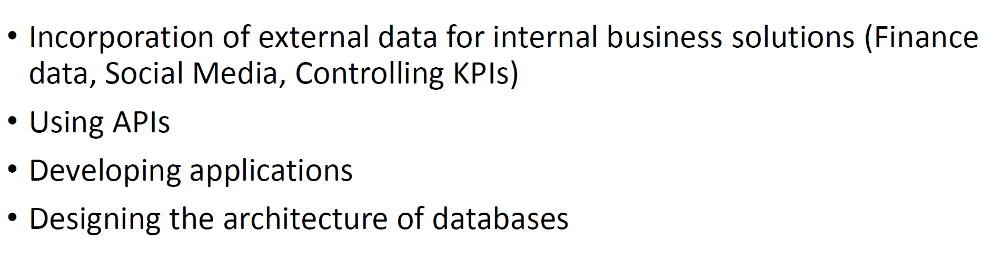 • Incorporation of external data for internal business solutions (Finance
data, Social Media, Controlling KPIs)
• Using APIs
• Developing applications
• Designing the architecture of databases